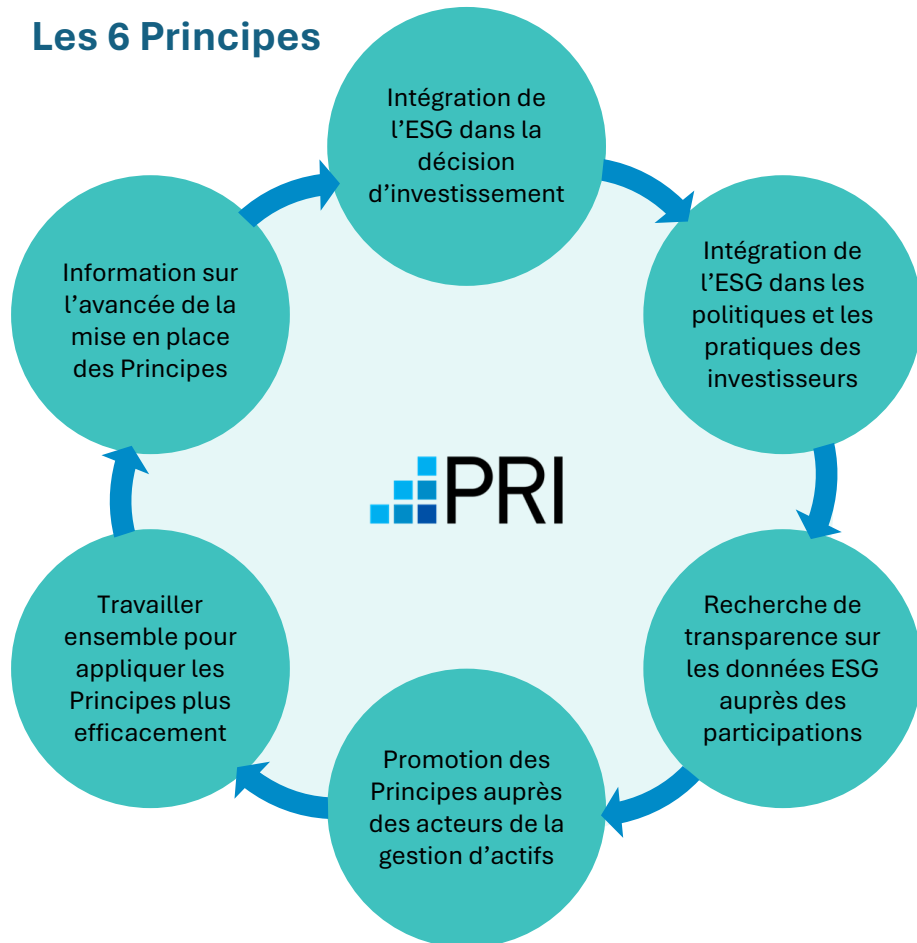 Les 6 Principes
Intégration de
l’ESG dans la
décision
d’investissement
Intégration de
l’ESG dans les
politiques et les
pratiques des
investisseurs
Recherche de
transparence sur
les données ESG
auprès des
participations
Promotion des
Principes auprès
des acteurs de la
gestion d’actifs
Travailler
ensemble pour
appliquer les
Principes plus
efficacement
Information sur
l’avancée de la
mise en place
des Principes
PRI